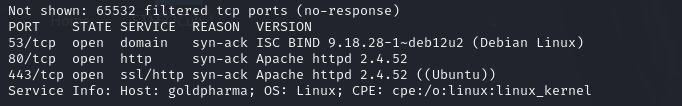 Not shown: 65532 filtered tcp ports (no-response)
PORT    STATE SERVICE  REASON  VERSION
53/tcp  open  domain   syn-ack ISC BIND 9.18.28-1~deb12u2 (Debian Linux)
80/tcp  open  http     syn-ack Apache httpd 2.4.52
443/tcp open  ssl/http syn-ack Apache httpd 2.4.52 ((Ubuntu))
Service Info: Host: goldpharma; OS: Linux; CPE: cpe:/o:linux:linux_kernel